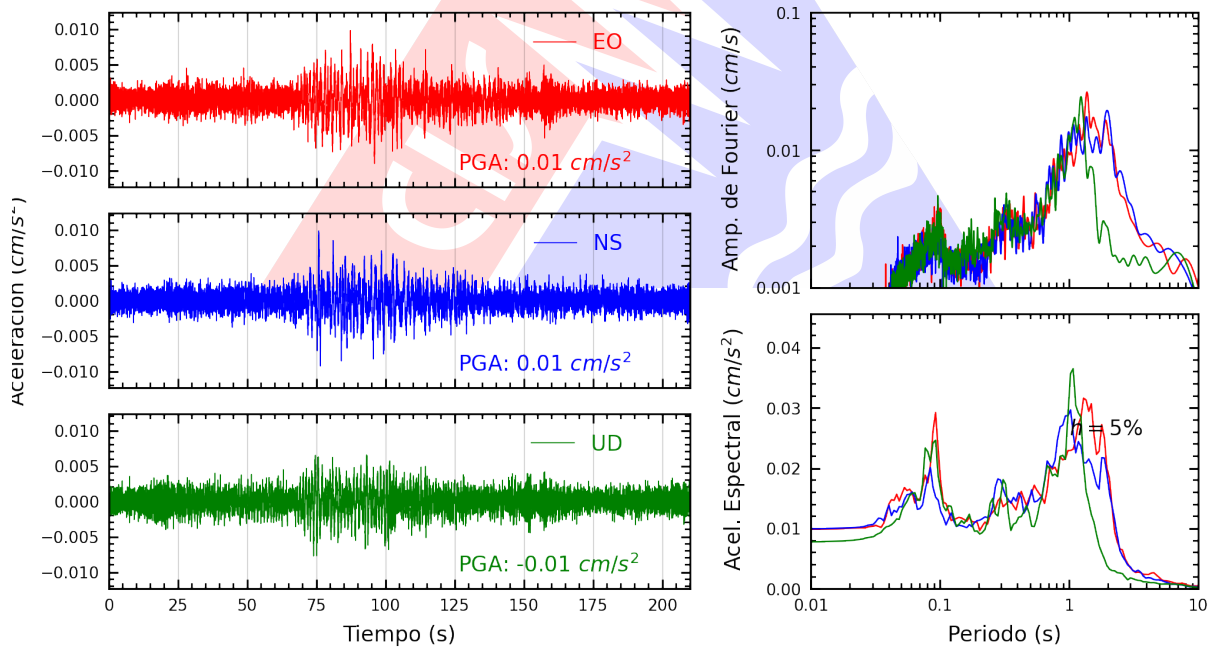 0.010
0.005
0.000
−0.005
−0.010
EO
PGA: 0.01 cm/s²
0.010
0.005
0.000
−0.005
−0.010
NS
PGA: 0.01 cm/s²
0.010
0.005
0.000
−0.005
−0.010
UD
PGA: -0.01 cm/s²
0 25 50 75 100 125 150 175 200
Tiempo (s)
Aceleracion (cm/s²)
0.1
0.01
0.001
Amp. de Fourier (cm/s)
0.04
0.03
0.02
0.01
0.00
h = 5%
Acel. Espectral (cm/s²)
0.01 0.1 1 10
Periodo (s)